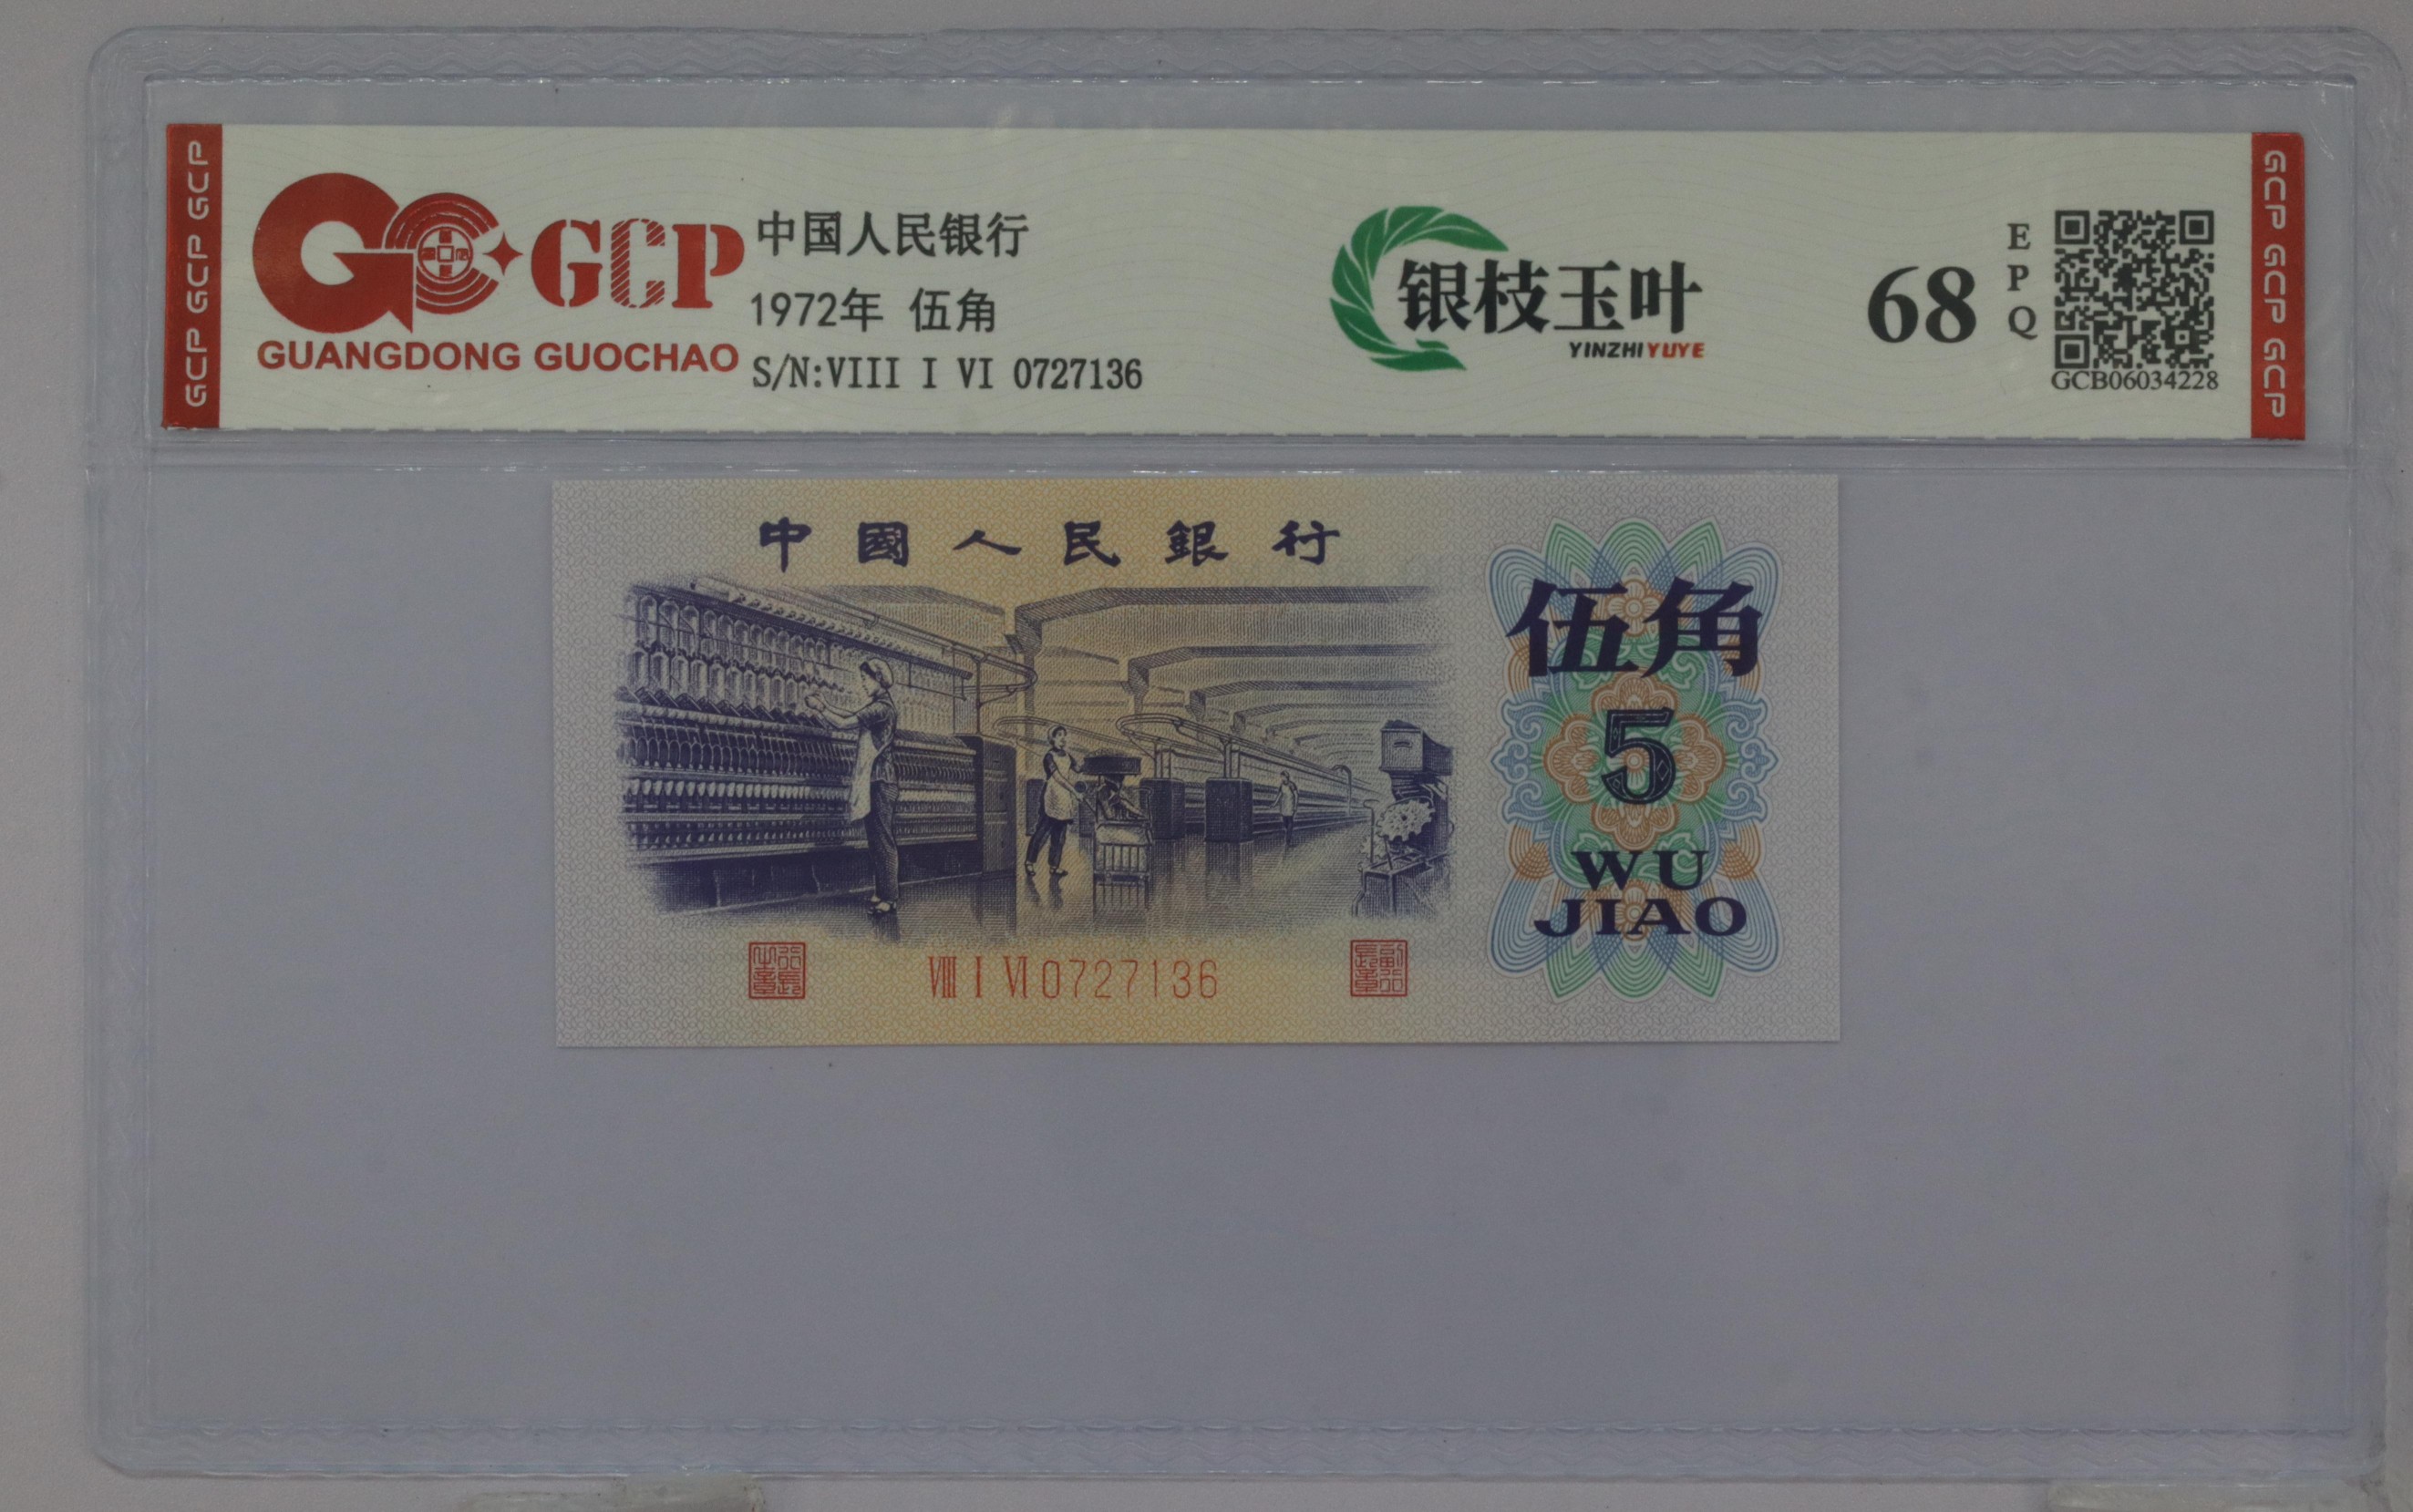 GCP GCP GCP
GCP
GUANGDONG GUOCHAO
中国人民银行
1972年 伍角
S/N:VIII I VI 0727136
银枝玉叶
YINZHIYUYE
68
EPQ
GCB06034228
GCP GCP GCP
中國人民銀行
伍角
5
WU
JIAO
VIII I VI 0727136